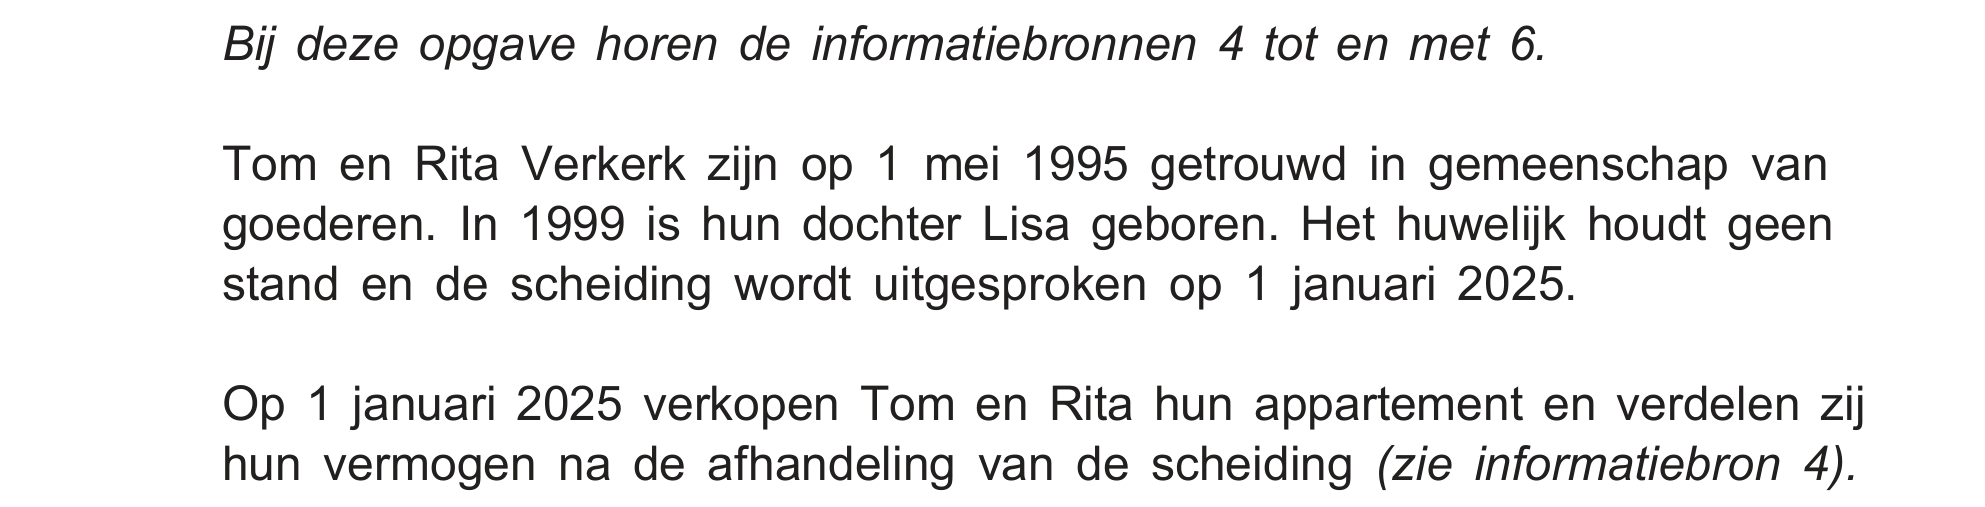 Bij deze opgave horen de informatiebronnen 4 tot en met 6.
Tom en Rita Verkerk zijn op 1 mei 1995 getrouwd in gemeenschap van
goederen. In 1999 is hun dochter Lisa geboren. Het huwelijk houdt geen
stand en de scheiding wordt uitgesproken op 1 januari 2025.
Op 1 januari 2025 verkopen Tom en Rita hun appartement en verdelen zij
hun vermogen na de afhandeling van de scheiding (zie informatiebron 4).